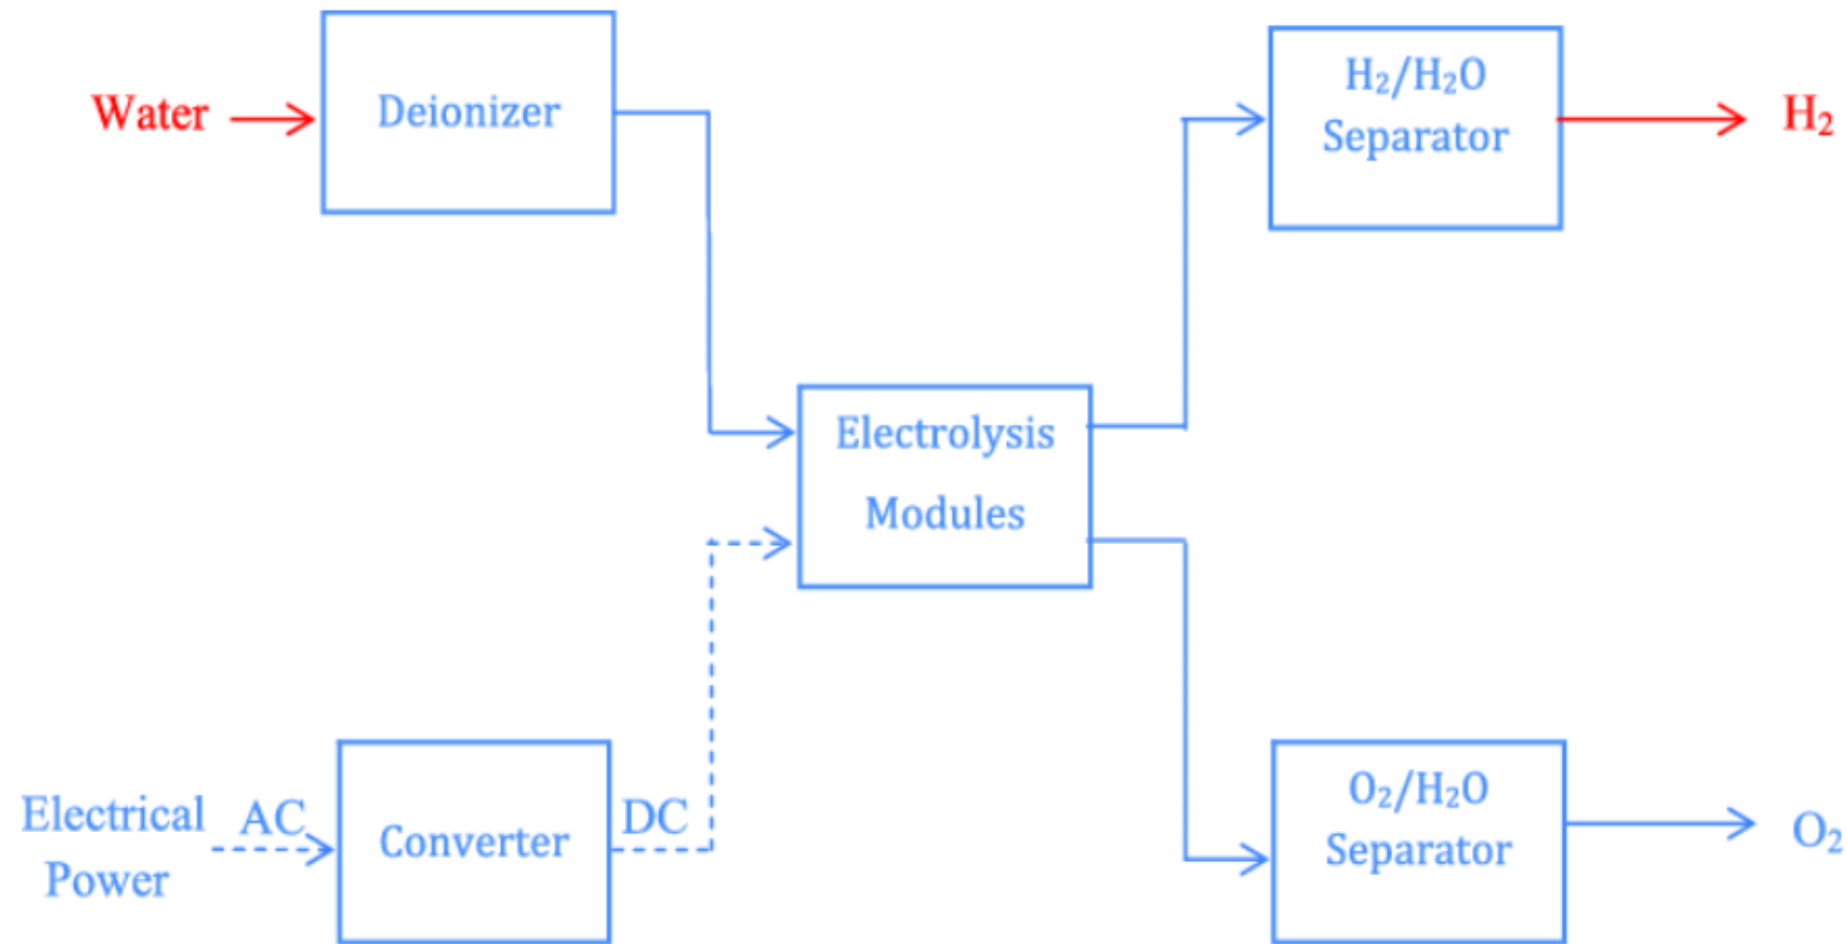 Water
Deionizer
H₂/H₂O
Separator
H₂
Electrolysis
Modules
Electrical
Power
AC
Converter
DC
O₂/H₂O
Separator
O₂